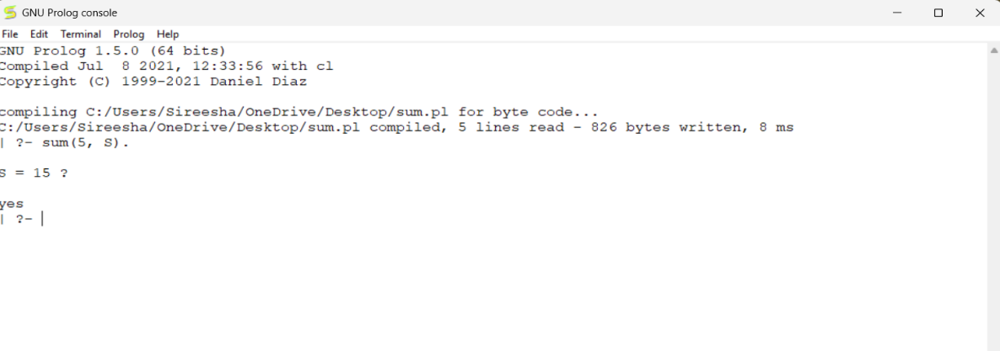 GNU Prolog console
File Edit Terminal Prolog Help
GNU Prolog 1.5.0 (64 bits)
Compiled Jul  8 2021, 12:33:56 with cl
Copyright (C) 1999-2021 Daniel Diaz
compiling C:/Users/Sireesha/OneDrive/Desktop/sum.pl for byte code...
C:/Users/Sireesha/OneDrive/Desktop/sum.pl compiled, 5 lines read - 826 bytes written, 8 ms
| ?- sum(5, S).
S = 15 ?
yes
| ?-